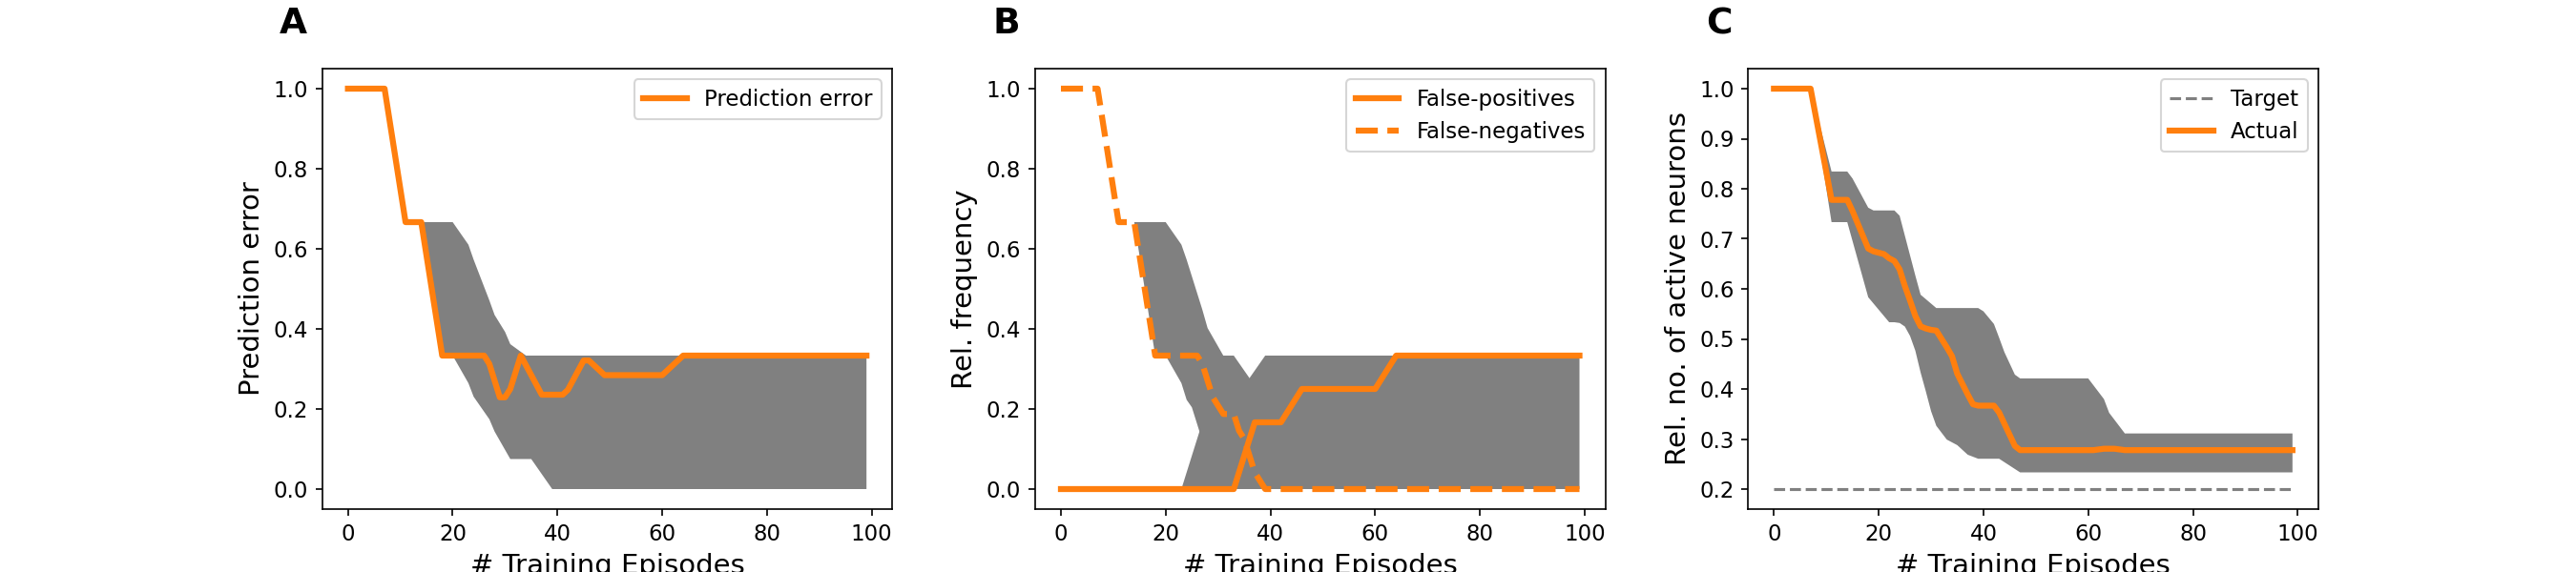 A
Prediction error
1.0
0.8
0.6
0.4
0.2
0.0
Prediction error
0 20 40 60 80 100
# Training Episodes
B
False-positives
False-negatives
1.0
0.8
0.6
0.4
0.2
0.0
Rel. frequency
0 20 40 60 80 100
# Training Episodes
C
Target
Actual
1.0
0.9
0.8
0.7
0.6
0.5
0.4
0.3
0.2
Rel. no. of active neurons
0 20 40 60 80 100
# Training Episodes